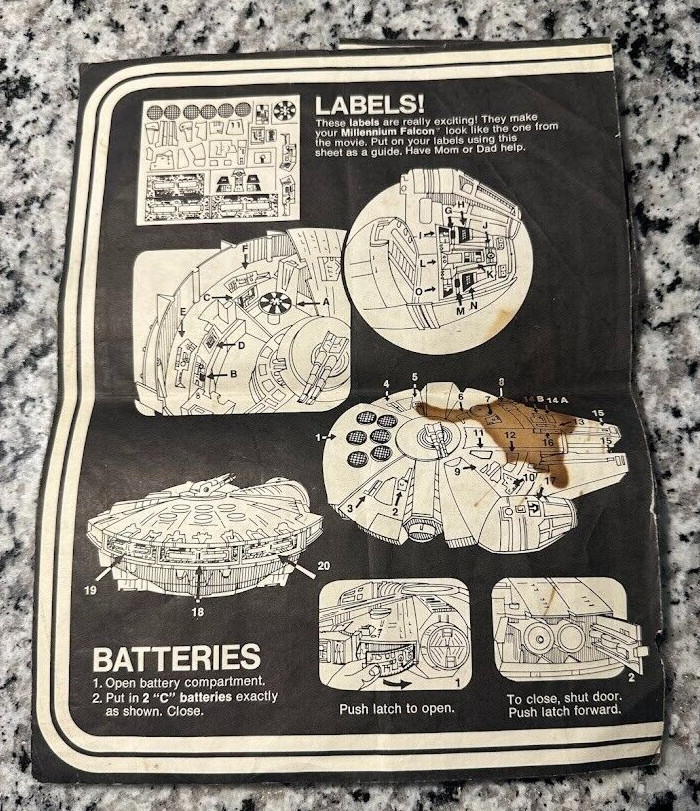 LABELS!
These labels are really exciting! They make
your Millennium Falcon™ look like the one from
the movie. Put on your labels using this
sheet as a guide. Have Mom or Dad help.
G H
I J
L K
O M N
F
C A
E
D
B
4 5 6 7 8 14B 14A 15
1 11 12 16 13 15
9 10 17
3 2
19 18 20
BATTERIES
1. Open battery compartment.
2. Put in 2 "C" batteries exactly
as shown. Close.
1
Push latch to open.
2
To close, shut door.
Push latch forward.